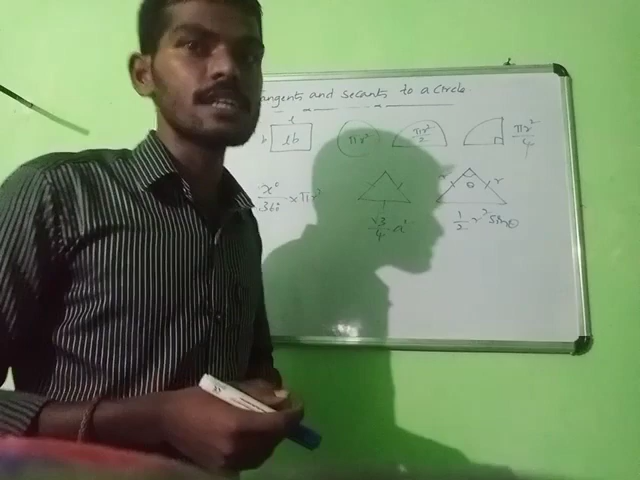 angents and secants to a circle
l
b lb πr² πr²/2 πr²/4
x°/360° × πr² r θ r
√3/4 a² 1/2 r² sinθ